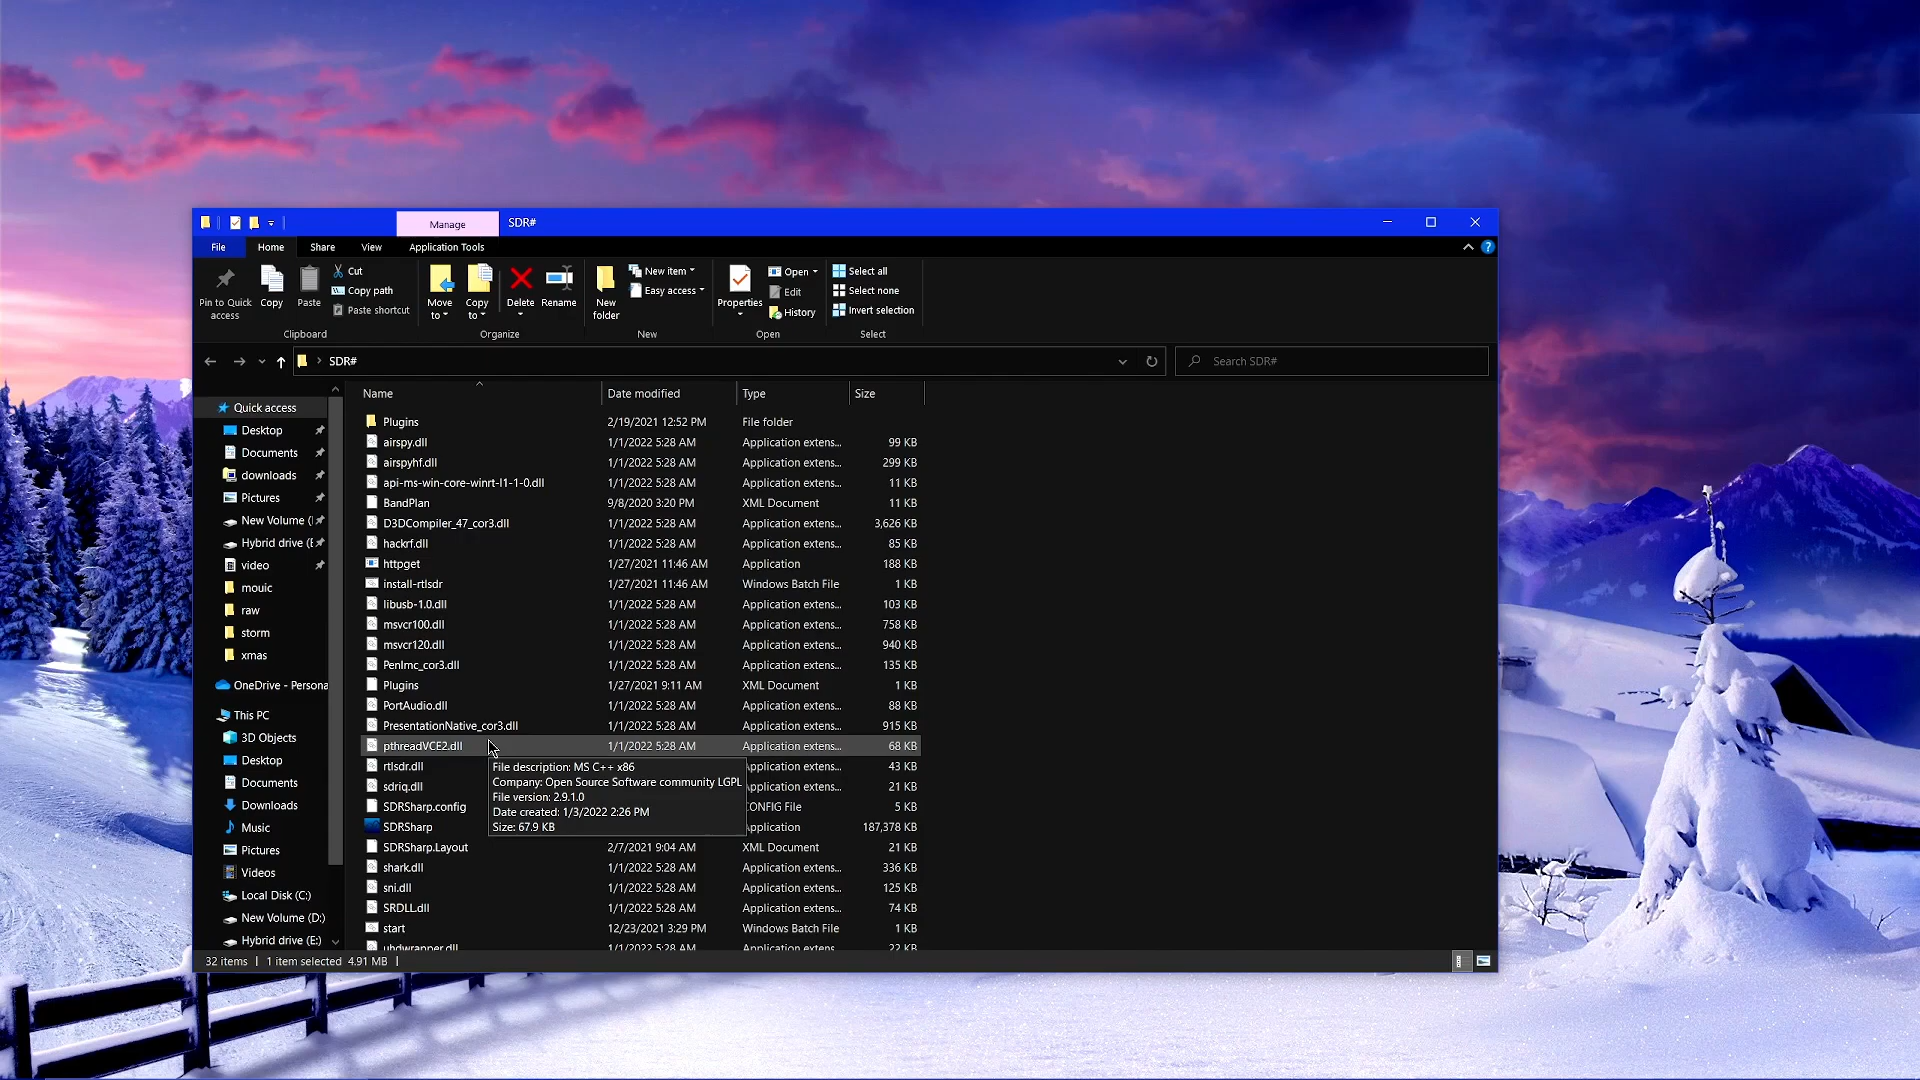 Manage
SDR#
File
Home
Share
View
Application Tools
Pin to Quick access
Copy
Paste
Cut
Copy path
Paste shortcut
Clipboard
Move to
Copy to
Delete
Rename
Organize
New folder
New item
Easy access
New
Properties
Open
Edit
History
Open
Select all
Select none
Invert selection
Select
SDR#
Search SDR#
Name Date modified Type Size
Quick access
Desktop
Documents
downloads
Pictures
New Volume (
Hybrid drive (E
video
mouic
raw
storm
xmas
OneDrive - Persona
This PC
3D Objects
Desktop
Documents
Downloads
Music
Pictures
Videos
Local Disk (C:)
New Volume (D:)
Hybrid drive (E:)
Plugins 2/19/2021 12:52 PM File folder
airspy.dll 1/1/2022 5:28 AM Application extens... 99 KB
airspyhf.dll 1/1/2022 5:28 AM Application extens... 299 KB
api-ms-win-core-winrt-l1-1-0.dll 1/1/2022 5:28 AM Application extens... 11 KB
BandPlan 9/8/2020 3:20 PM XML Document 11 KB
D3DCompiler_47_cor3.dll 1/1/2022 5:28 AM Application extens... 3,626 KB
hackrf.dll 1/1/2022 5:28 AM Application extens... 85 KB
httpget 1/27/2021 11:46 AM Application 188 KB
install-rtlsdr 1/27/2021 11:46 AM Windows Batch File 1 KB
libusb-1.0.dll 1/1/2022 5:28 AM Application extens... 103 KB
msvcr100.dll 1/1/2022 5:28 AM Application extens... 758 KB
msvcr120.dll 1/1/2022 5:28 AM Application extens... 940 KB
PenImc_cor3.dll 1/1/2022 5:28 AM Application extens... 135 KB
Plugins 1/27/2021 9:11 AM XML Document 1 KB
PortAudio.dll 1/1/2022 5:28 AM Application extens... 88 KB
PresentationNative_cor3.dll 1/1/2022 5:28 AM Application extens... 915 KB
pthreadVCE2.dll 1/1/2022 5:28 AM Application extens... 68 KB
rtlsdr.dll pplication extens... 43 KB
sdriq.dll pplication extens... 21 KB
SDRSharp.config ONFIG File 5 KB
SDRSharp pplication 187,378 KB
File description: MS C++ x86
Company: Open Source Software community LGPL
File version: 2.9.1.0
Date created: 1/3/2022 2:26 PM
Size: 67.9 KB
SDRSharp.Layout 2/7/2021 9:04 AM XML Document 21 KB
shark.dll 1/1/2022 5:28 AM Application extens... 336 KB
sni.dll 1/1/2022 5:28 AM Application extens... 125 KB
SRDLL.dll 1/1/2022 5:28 AM Application extens... 74 KB
start 12/23/2021 3:29 PM Windows Batch File 1 KB
uhdwrapper.dll 1/1/2022 5:28 AM Application extens... 22 KB
32 items 1 item selected 4.91 MB